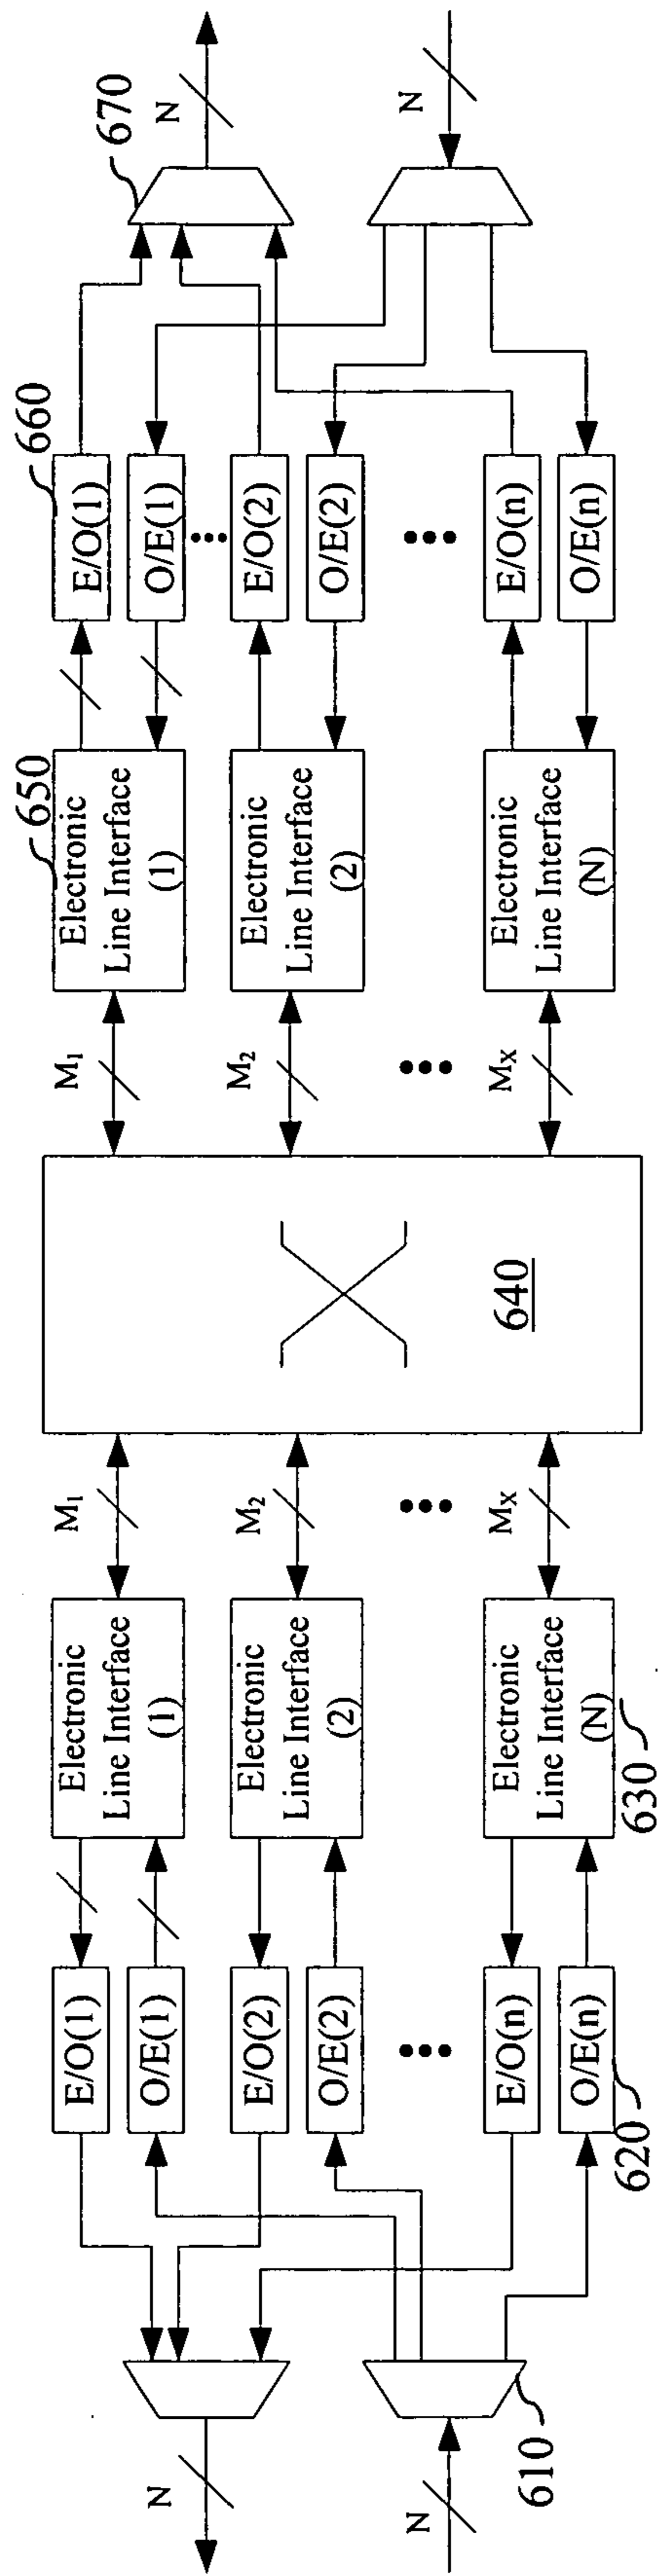 N
670
N
660
E/O(1)
O/E(1)
E/O(2)
O/E(2)
E/O(n)
O/E(n)
650
Electronic
Line Interface
(1)
Electronic
Line Interface
(2)
Electronic
Line Interface
(N)
M1
M2
MX
640
M1
M2
MX
Electronic
Line Interface
(1)
Electronic
Line Interface
(2)
Electronic
Line Interface
(N)
630
E/O(1)
O/E(1)
E/O(2)
O/E(2)
E/O(n)
O/E(n)
620
610
N
N